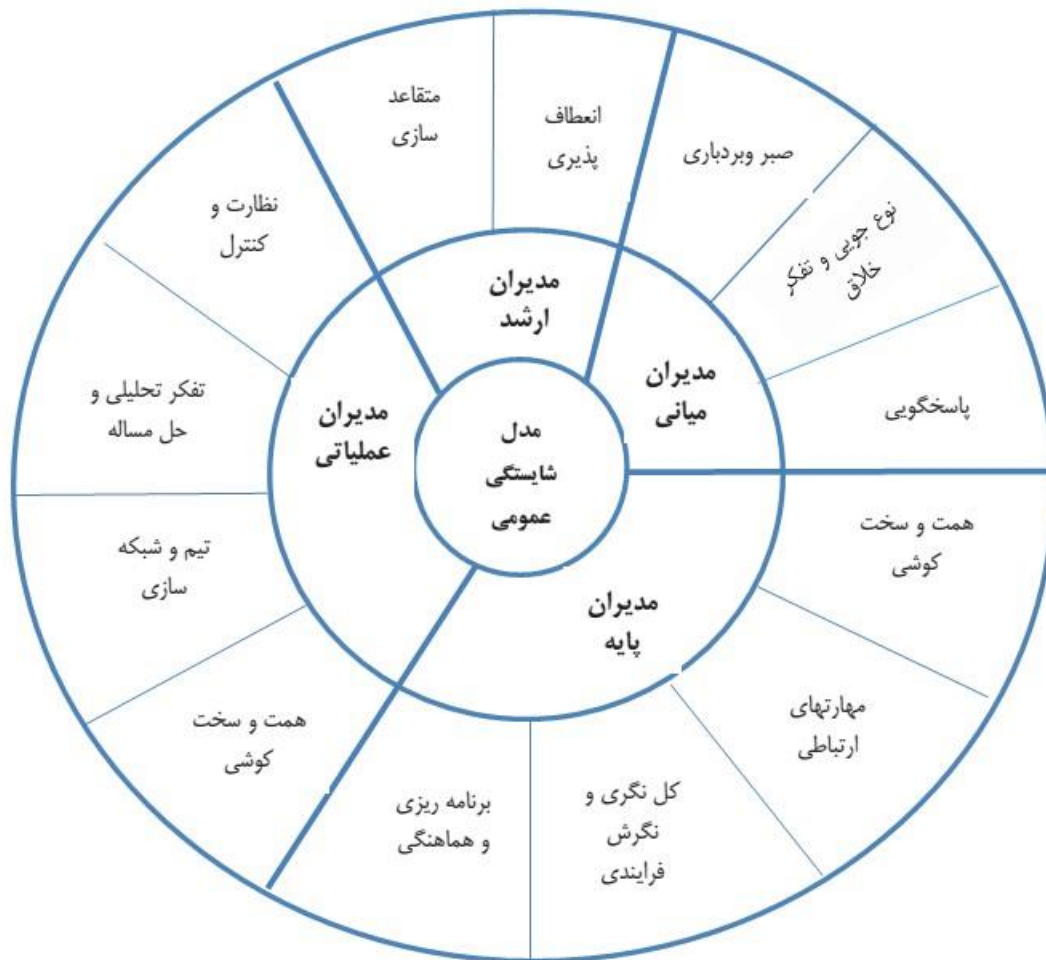 مدل
شایستگی
عمومی
مدیران
ارشد
متقاعد
سازی
انعطاف
پذیری
مدیران
میانی
صبر وبردباری
نوع جویی و تفکر
خلاق
پاسخگویی
مدیران
پایه
همت و سخت
کوشی
مهارتهای
ارتباطی
کل نگری و
نگرش
فرایندی
برنامه ریزی
و هماهنگی
مدیران
عملیاتی
همت و سخت
کوشی
تیم و شبکه
سازی
تفکر تحلیلی و
حل مساله
نظارت و
کنترل